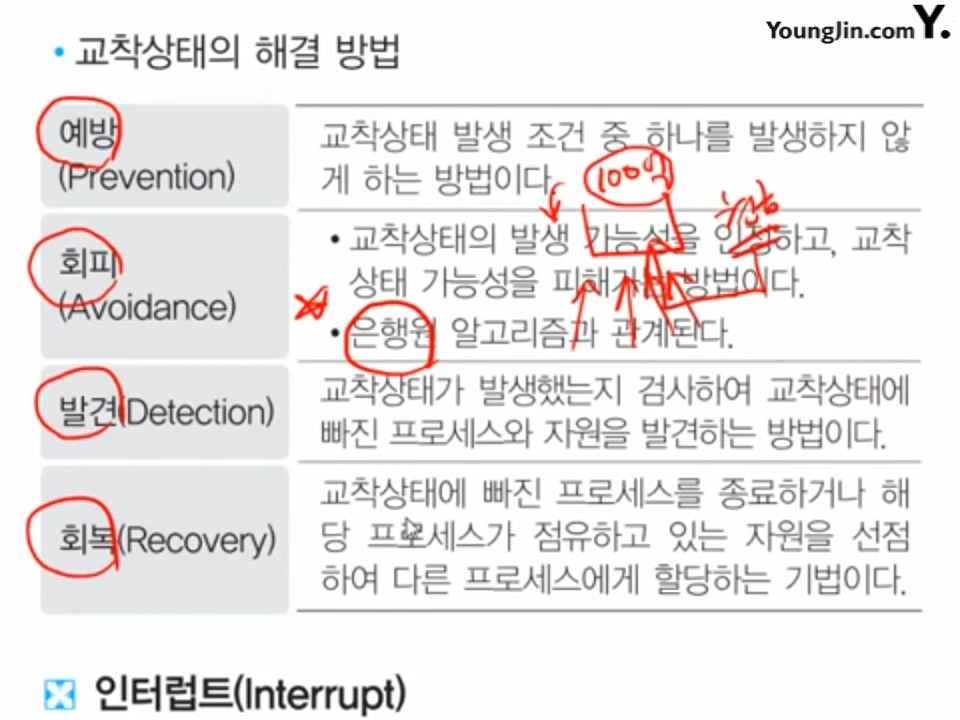 YoungJin.com Y.
• 교착상태의 해결 방법
예방
(Prevention)
교착상태 발생 조건 중 하나를 발생하지 않
게 하는 방법이다.
100억
회피
(Avoidance)
• 교착상태의 발생 가능성을 인정하고, 교착
상태 가능성을 피해가는 방법이다.
• 은행원 알고리즘과 관계된다.
발견(Detection)
교착상태가 발생했는지 검사하여 교착상태에
빠진 프로세스와 자원을 발견하는 방법이다.
회복(Recovery)
교착상태에 빠진 프로세스를 종료하거나 해
당 프로세스가 점유하고 있는 자원을 선점
하여 다른 프로세스에게 할당하는 기법이다.
인터럽트(Interrupt)